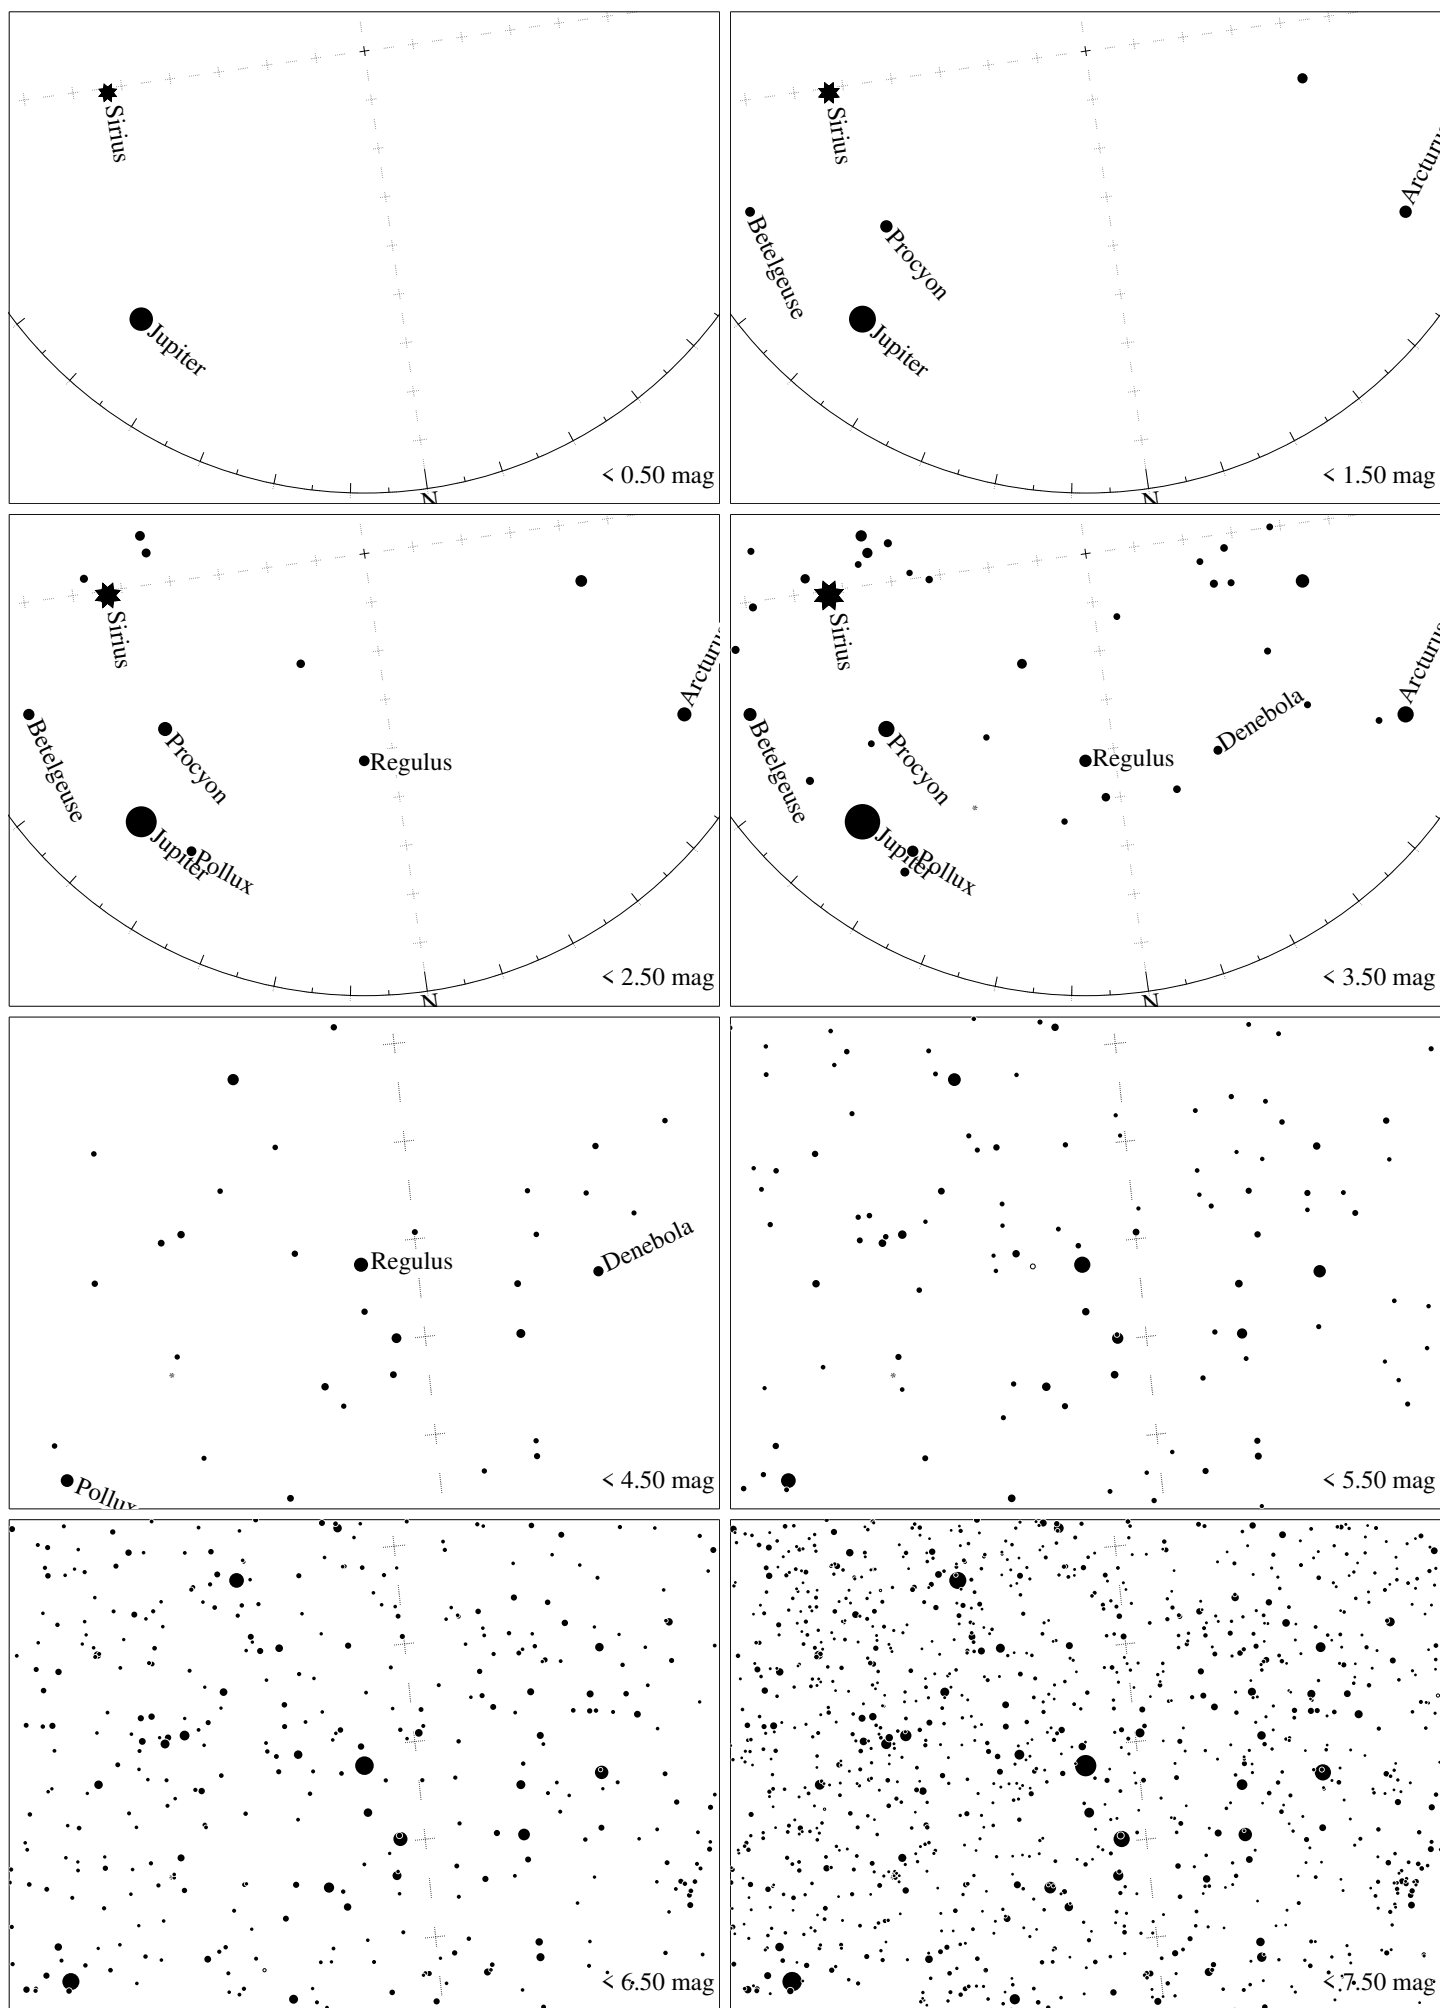 Sirius
Jupiter
N
< 0.50 mag
Sirius
Arcturus
Betelgeuse
Procyon
Jupiter
N
< 1.50 mag
Sirius
Arcturus
Betelgeuse
Procyon
Regulus
Jupiter
Pollux
N
< 2.50 mag
Sirius
Arcturus
Denebola
Betelgeuse
Procyon
Regulus
Jupiter
Pollux
N
< 3.50 mag
Denebola
Regulus
Pollux
< 4.50 mag
< 5.50 mag
< 6.50 mag
< 7.50 mag